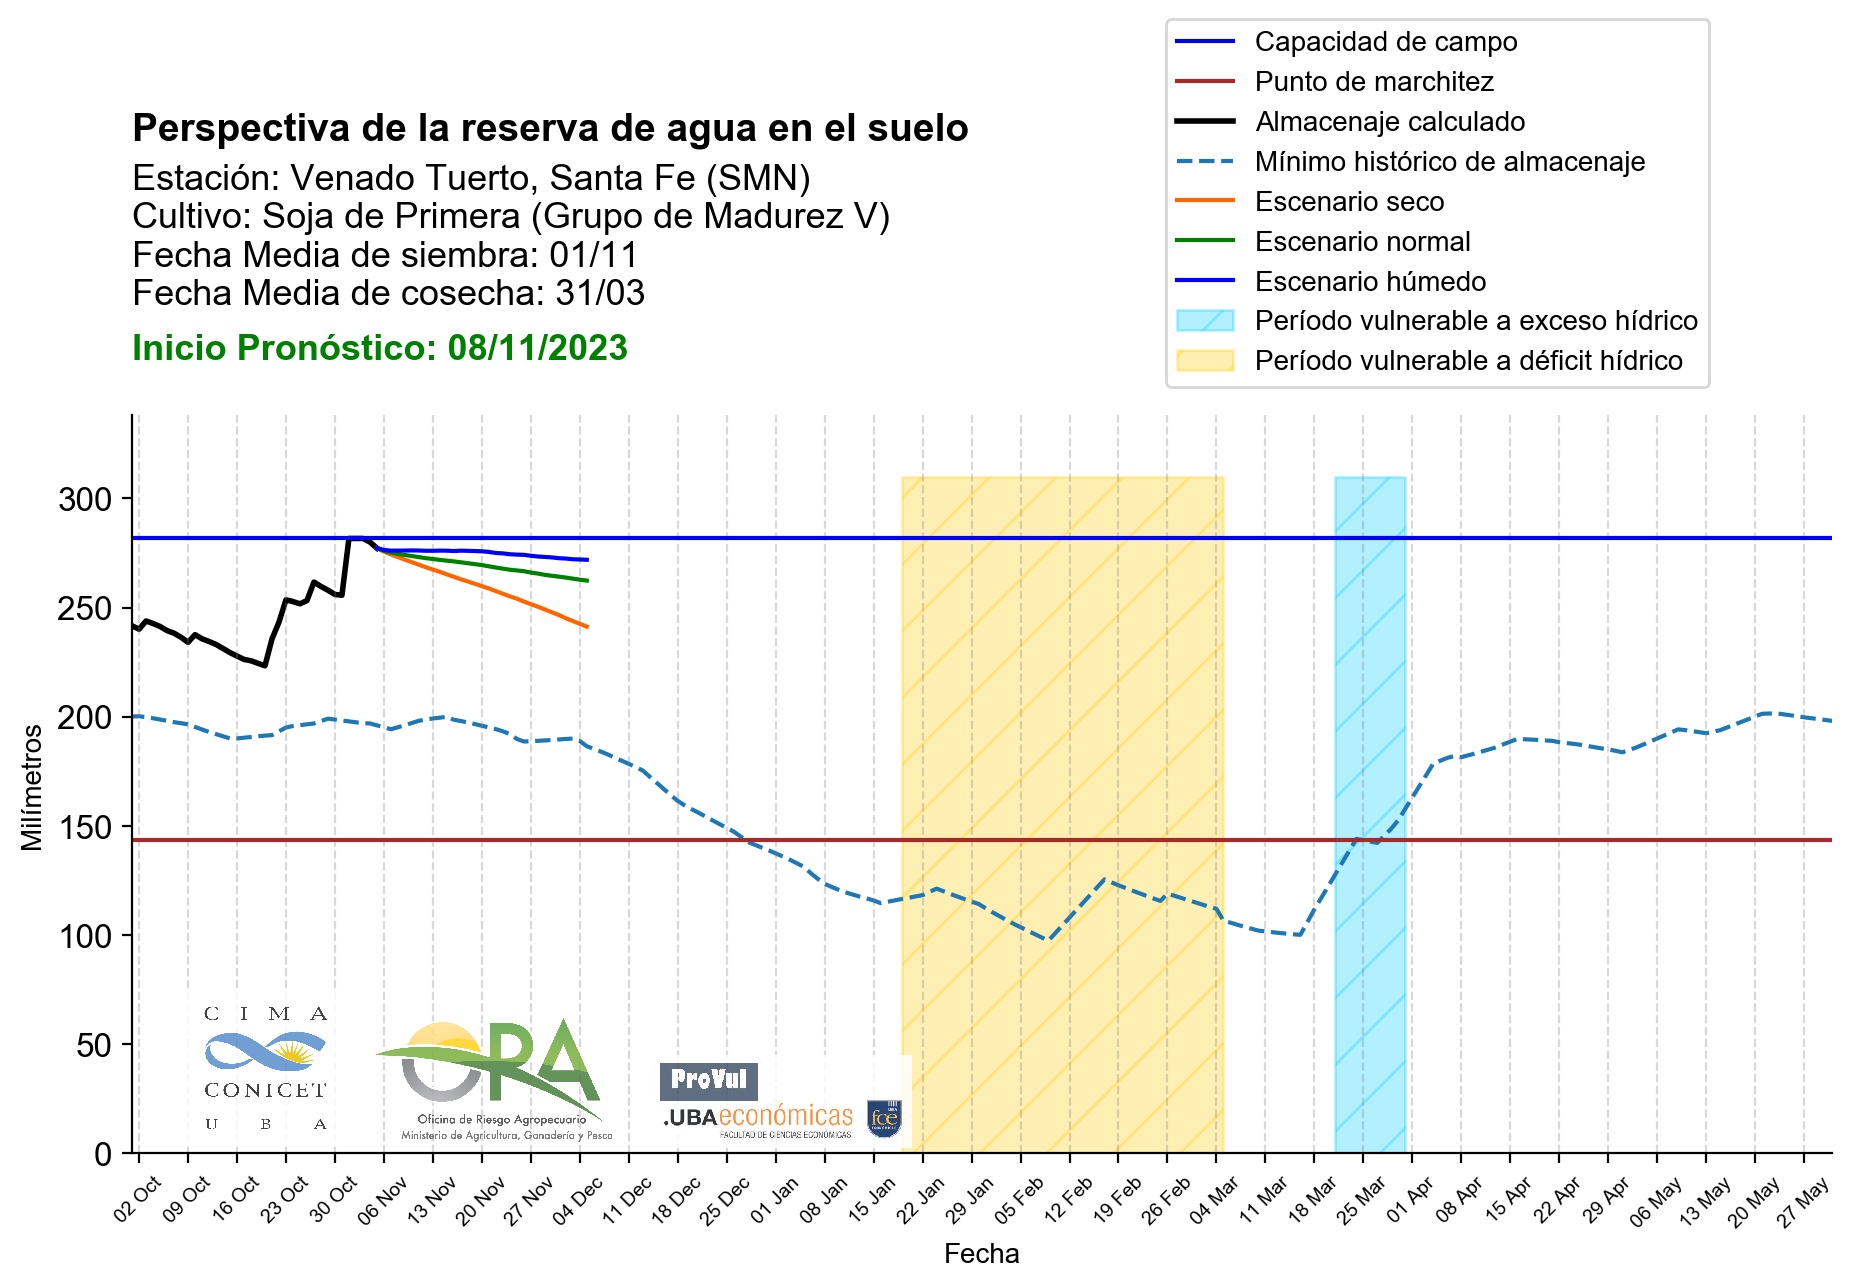 Capacidad de campo
Punto de marchitez
Almacenaje calculado
Mínimo histórico de almacenaje
Escenario seco
Escenario normal
Escenario húmedo
Período vulnerable a exceso hídrico
Período vulnerable a déficit hídrico
Perspectiva de la reserva de agua en el suelo
Estación: Venado Tuerto, Santa Fe (SMN)
Cultivo: Soja de Primera (Grupo de Madurez V)
Fecha Media de siembra: 01/11
Fecha Media de cosecha: 31/03
Inicio Pronóstico: 08/11/2023
300
250
200
150
100
50
0
Milímetros
C I M A
CONICET
U B A
ORA
Oficina de Riesgo Agropecuario
Ministerio de Agricultura, Ganadería y Pesca
ProVul
.UBAeconómicas
FACULTAD DE CIENCIAS ECONÓMICAS
fce
02 Oct
09 Oct
16 Oct
23 Oct
30 Oct
06 Nov
13 Nov
20 Nov
27 Nov
04 Dec
11 Dec
18 Dec
25 Dec
01 Jan
08 Jan
15 Jan
22 Jan
29 Jan
05 Feb
12 Feb
19 Feb
26 Feb
04 Mar
11 Mar
18 Mar
25 Mar
01 Apr
08 Apr
15 Apr
22 Apr
29 Apr
06 May
13 May
20 May
27 May
Fecha